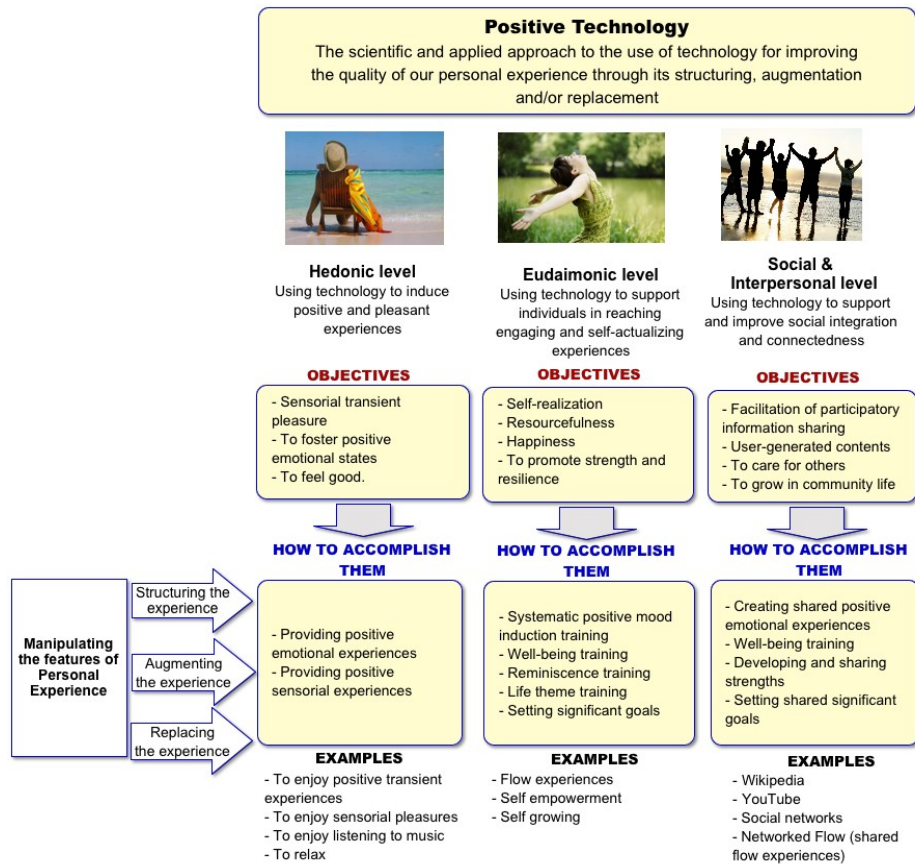 Positive Technology
The scientific and applied approach to the use of technology for improving
the quality of our personal experience through its structuring, augmentation
and/or replacement
Hedonic level
Using technology to induce
positive and pleasant
experiences
Eudaimonic level
Using technology to support
individuals in reaching
engaging and self-actualizing
experiences
Social &
Interpersonal level
Using technology to support
and improve social integration
and connectedness
OBJECTIVES
- Sensorial transient
pleasure
- To foster positive
emotional states
- To feel good.
OBJECTIVES
- Self-realization
- Resourcefulness
- Happiness
- To promote strength and
resilience
OBJECTIVES
- Facilitation of participatory
information sharing
- User-generated contents
- To care for others
- To grow in community life
HOW TO ACCOMPLISH
THEM
HOW TO ACCOMPLISH
THEM
HOW TO ACCOMPLISH
THEM
Manipulating
the features of
Personal
Experience
Structuring the
experience
Augmenting
the experience
Replacing
the experience
- Providing positive
emotional experiences
- Providing positive
sensorial experiences
- Systematic positive mood
induction training
- Well-being training
- Reminiscence training
- Life theme training
- Setting significant goals
- Creating shared positive
emotional experiences
- Well-being training
- Developing and sharing
strengths
- Setting shared significant
goals
EXAMPLES
- To enjoy positive transient
experiences
- To enjoy sensorial pleasures
- To enjoy listening to music
- To relax
EXAMPLES
- Flow experiences
- Self empowerment
- Self growing
EXAMPLES
- Wikipedia
- YouTube
- Social networks
- Networked Flow (shared
flow experiences)